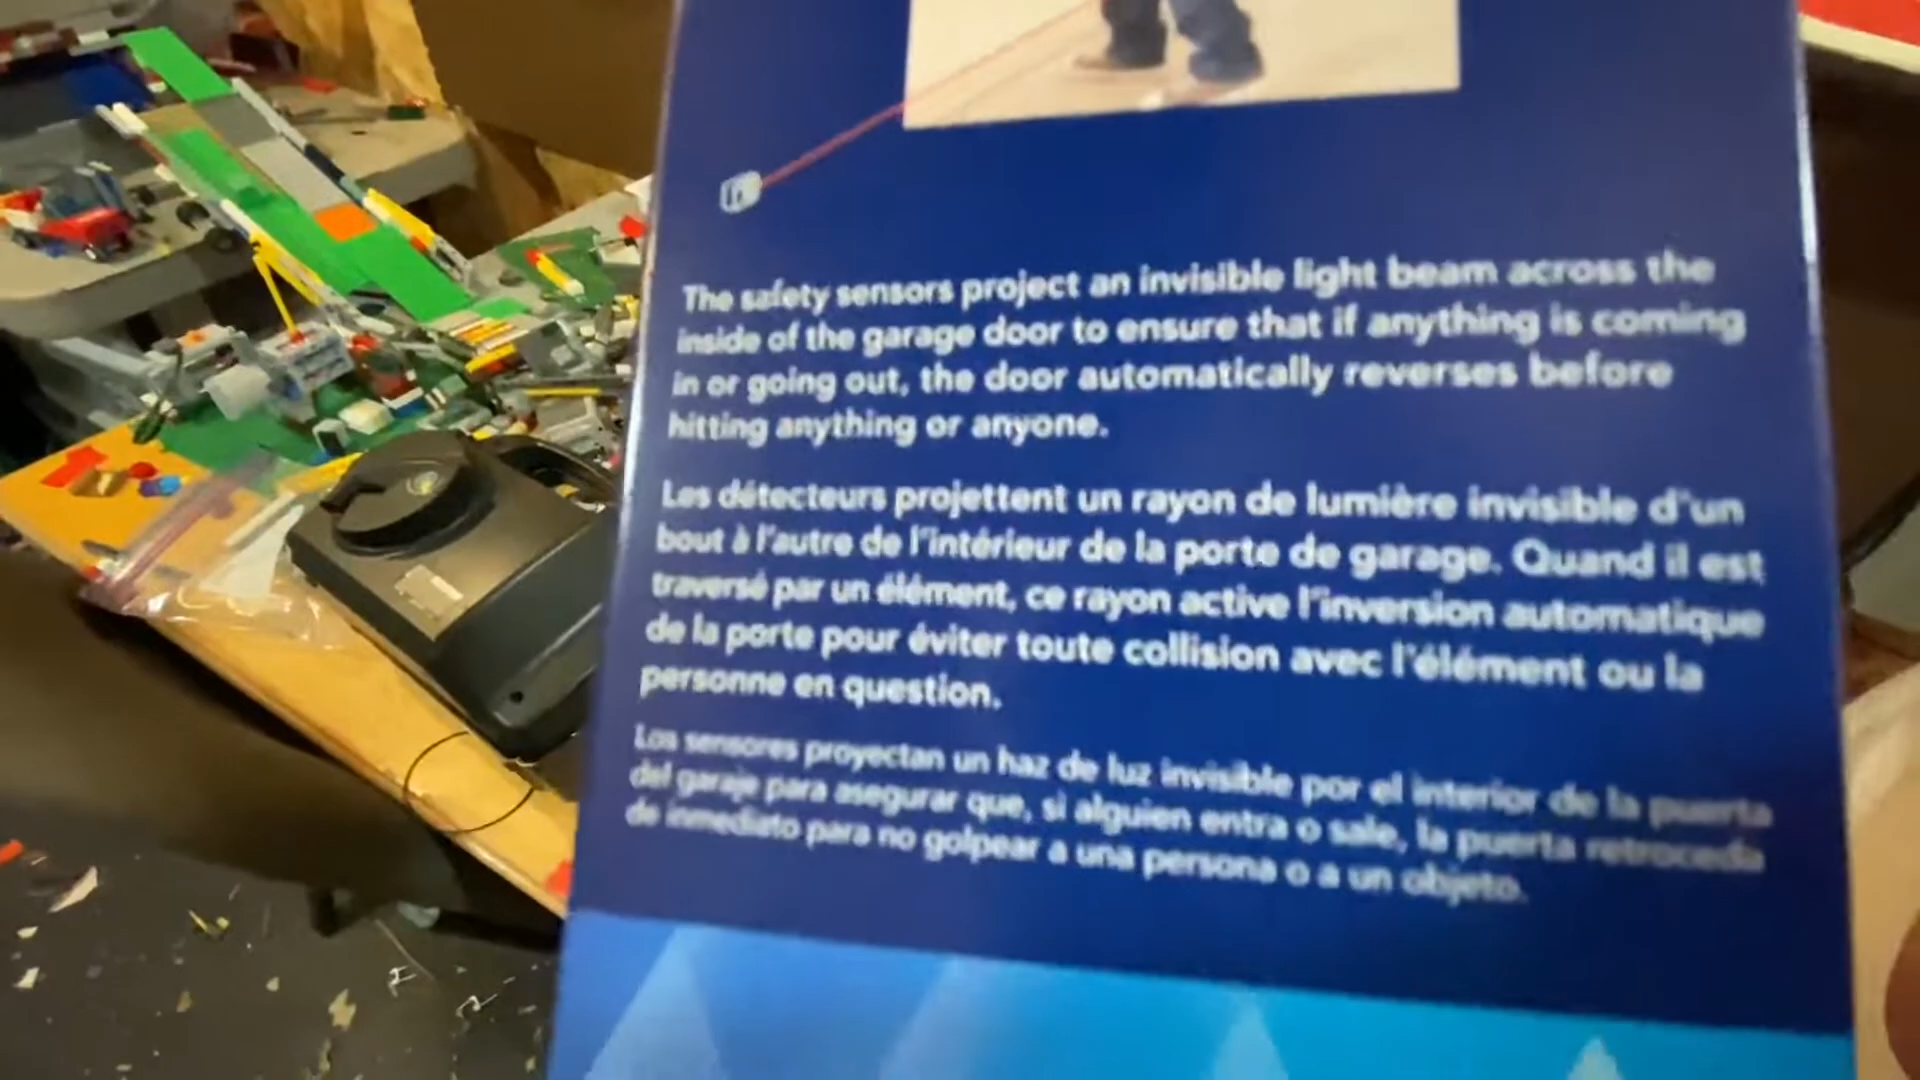 The safety sensors project an invisible light beam across the
inside of the garage door to ensure that if anything is coming
in or going out, the door automatically reverses before
hitting anything or anyone.
Les détecteurs projettent un rayon de lumière invisible d'un
bout à l'autre de l'intérieur de la porte de garage. Quand il est
traversé par un élément, ce rayon active l'inversion automatique
de la porte pour éviter toute collision avec l'élément ou la
personne en question.
Los sensores proyectan un haz de luz invisible por el interior de la puerta
del garaje para asegurar que, si alguien entra o sale, la puerta retroceda
de inmediato para no golpear a una persona o a un objeto.